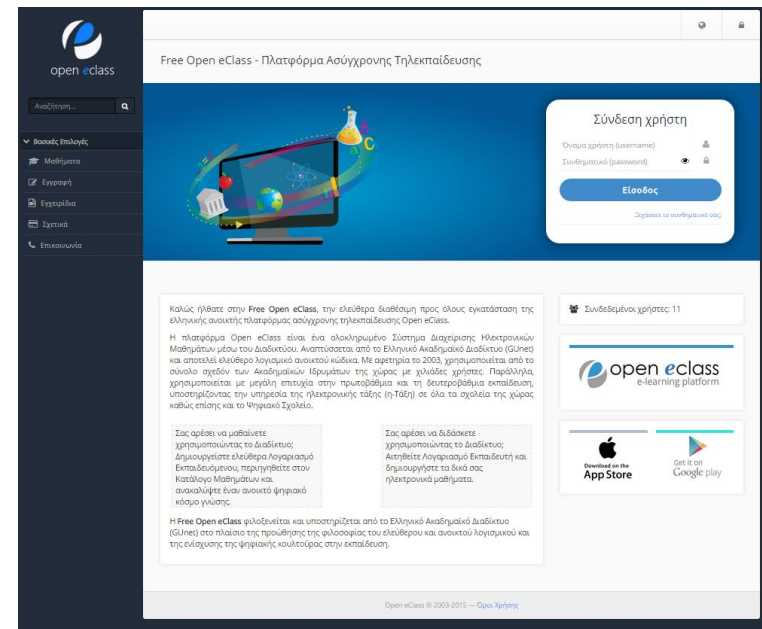 open eclass
Αναζήτηση...
Βασικές Επιλογές
Μαθήματα
Εγγραφή
Εγχειρίδια
Σχετικά
Επικοινωνία
Free Open eClass - Πλατφόρμα Ασύγχρονης Τηλεκπαίδευσης
b
a
C
Σύνδεση χρήστη
Όνομα χρήστη (username)
Συνθηματικό (password)
Είσοδος
Ξεχάσατε το συνθηματικό σας;
Καλώς ήλθατε στην Free Open eClass, την ελεύθερα διαθέσιμη προς όλους εγκατάσταση της
ελληνικής ανοικτής πλατφόρμας ασύγχρονης τηλεκπαίδευσης Open eClass.
Η πλατφόρμα Open eClass είναι ένα ολοκληρωμένο Σύστημα Διαχείρισης Ηλεκτρονικών
Μαθημάτων μέσω του Διαδικτύου. Αναπτύσσεται από το Ελληνικό Ακαδημαϊκό Διαδίκτυο (GUnet)
και αποτελεί ελεύθερο λογισμικό ανοικτού κώδικα. Με αφετηρία το 2003, χρησιμοποιείται από το
σύνολο σχεδόν των Ακαδημαϊκών Ιδρυμάτων της χώρας με χιλιάδες χρήστες. Παράλληλα,
χρησιμοποιείται με μεγάλη επιτυχία στην πρωτοβάθμια και τη δευτεροβάθμια εκπαίδευση,
υποστηρίζοντας την υπηρεσία της ηλεκτρονικής τάξης (η-Τάξη) σε όλα τα σχολεία της χώρας
καθώς επίσης και το Ψηφιακό Σχολείο.
Σας αρέσει να μαθαίνετε
χρησιμοποιώντας το Διαδίκτυο;
Δημιουργείστε ελεύθερα Λογαριασμό
Εκπαιδευόμενου, περιηγηθείτε στον
Κατάλογο Μαθημάτων και
ανακαλύψτε έναν ανοικτό ψηφιακό
κόσμο γνώσης.
Σας αρέσει να διδάσκετε
χρησιμοποιώντας το Διαδίκτυο;
Αιτηθείτε Λογαριασμό Εκπαιδευτή και
δημιουργήστε τα δικά σας
ηλεκτρονικά μαθήματα.
Η Free Open eClass φιλοξενείται και υποστηρίζεται από το Ελληνικό Ακαδημαϊκό Διαδίκτυο
(GUnet) στο πλαίσιο της προώθησης της φιλοσοφίας του ελεύθερου και ανοικτού λογισμικού και
της ενίσχυσης της ψηφιακής κουλτούρας στην εκπαίδευση.
Συνδεδεμένοι χρήστες: 11
open eclass
e-learning platform
Download on the
App Store
Get it on
Google play
Open eClass © 2003-2015 — Όροι Χρήσης